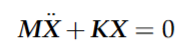 MẌ + KX = 0